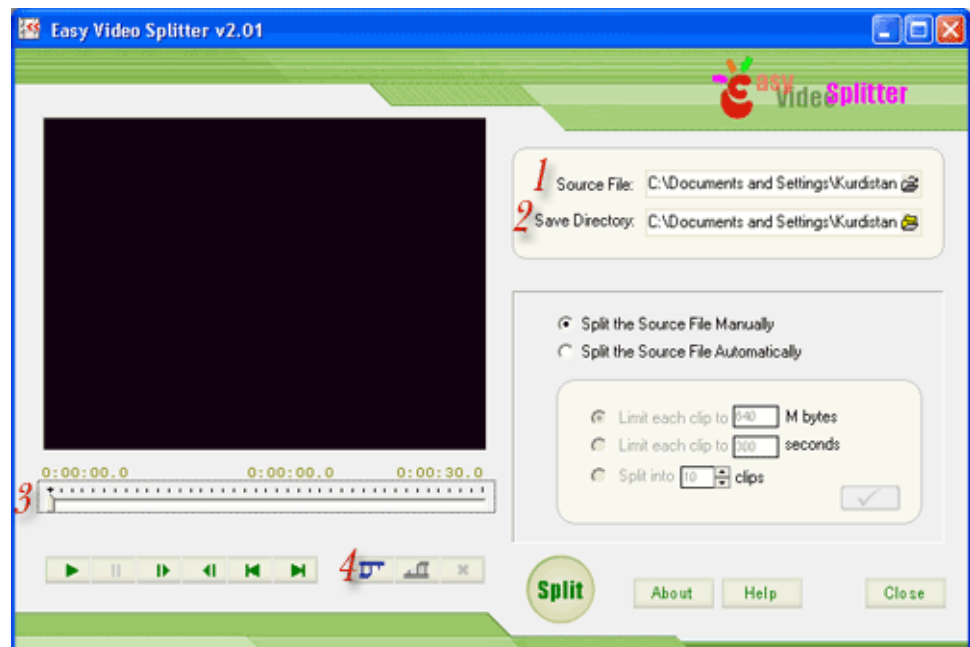 Easy Video Splitter v2.01
easy
Video Splitter
1 Source File: C:\Documents and Settings\Kurdistan
2 Save Directory: C:\Documents and Settings\Kurdistan
Split the Source File Manually
Split the Source File Automatically
Limit each clip to 640 M bytes
Limit each clip to 300 seconds
Split into 10 clips
0:00:00.0 0:00:00.0 0:00:30.0
3
4
Split About Help Close